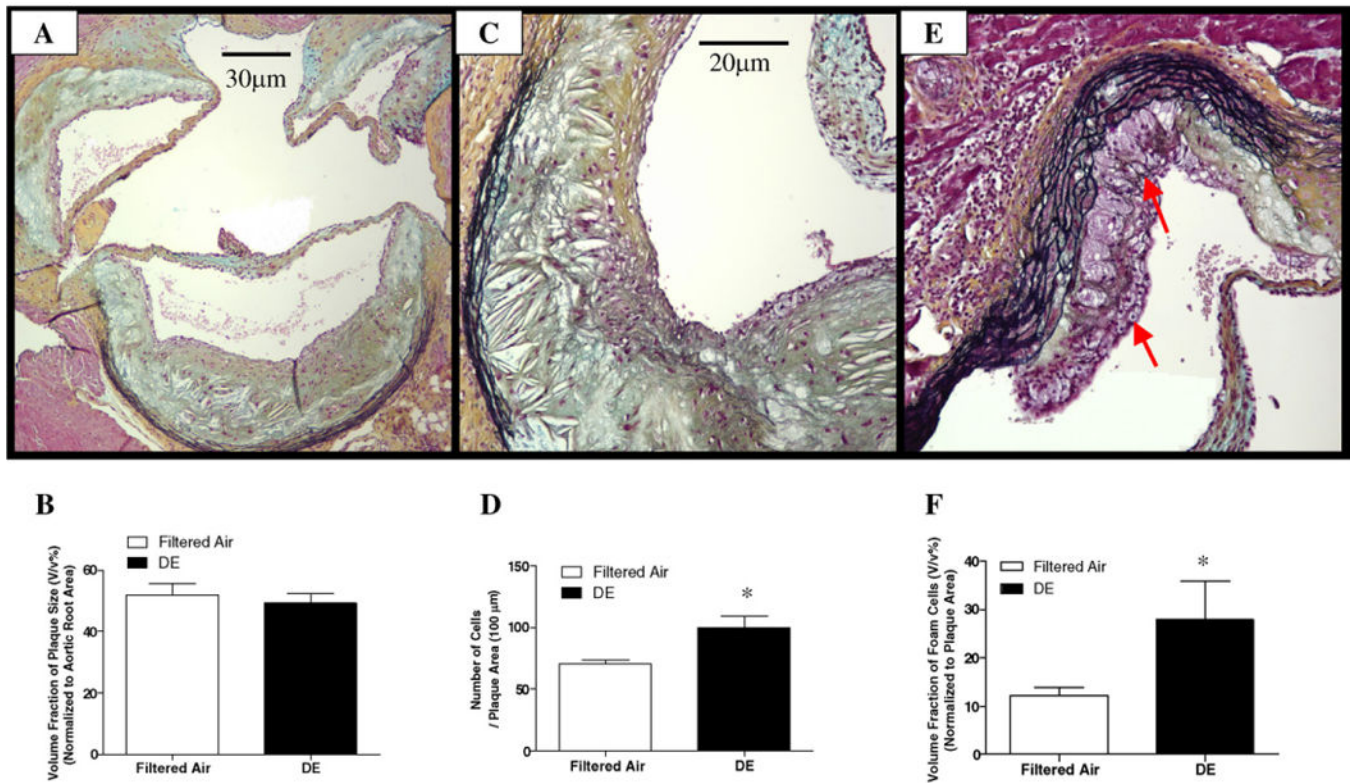 A
30µm
C
20µm
E
B
Filtered Air
DE
Volume Fraction of Plaque Size (V/v%)
(Normalized to Aortic Root Area)
60
40
20
0
Filtered Air
DE
D
Filtered Air
DE
Number of Cells
/ Plaque Area (100 µm)
150
100
50
0
*
Filtered Air
DE
F
Filtered Air
DE
Volume Fraction of Foam Cells (V/v%)
(Normalized to Plaque Area)
40
30
20
10
0
*
Filtered Air
DE